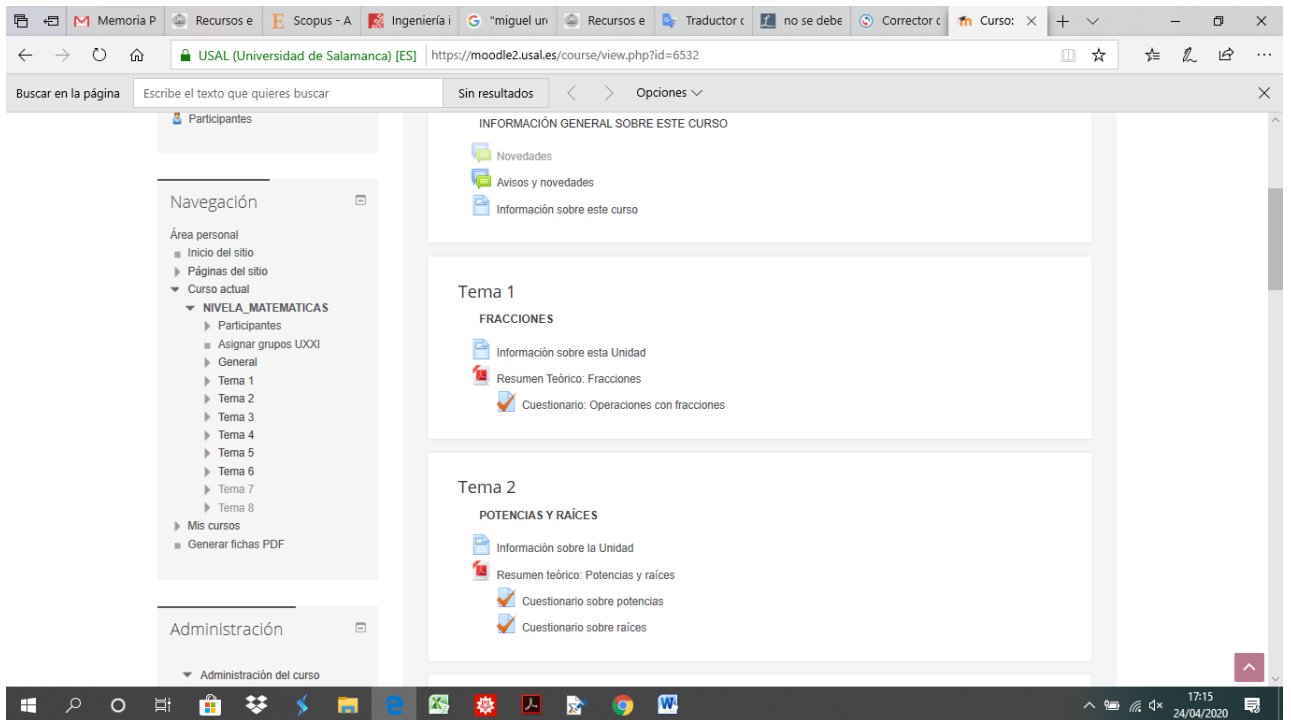 Memoria P
Recursos e
Scopus - A
Ingeniería i
"miguel un
Recursos e
Traductor c
no se debe
Corrector c
Curso:
USAL (Universidad de Salamanca) [ES]
https://moodle2.usal.es/course/view.php?id=6532
Buscar en la página
Escribe el texto que quieres buscar
Sin resultados
Opciones
Participantes
Navegación
Área personal
Inicio del sitio
Páginas del sitio
Curso actual
NIVELA_MATEMATICAS
Participantes
Asignar grupos UXXI
General
Tema 1
Tema 2
Tema 3
Tema 4
Tema 5
Tema 6
Tema 7
Tema 8
Mis cursos
Generar fichas PDF
Administración
Administración del curso
INFORMACIÓN GENERAL SOBRE ESTE CURSO
Novedades
Avisos y novedades
Información sobre este curso
Tema 1
FRACCIONES
Información sobre esta Unidad
Resumen Teórico: Fracciones
Cuestionario: Operaciones con fracciones
Tema 2
POTENCIAS Y RAÍCES
Información sobre la Unidad
Resumen teórico: Potencias y raíces
Cuestionario sobre potencias
Cuestionario sobre raíces
17:15
24/04/2020